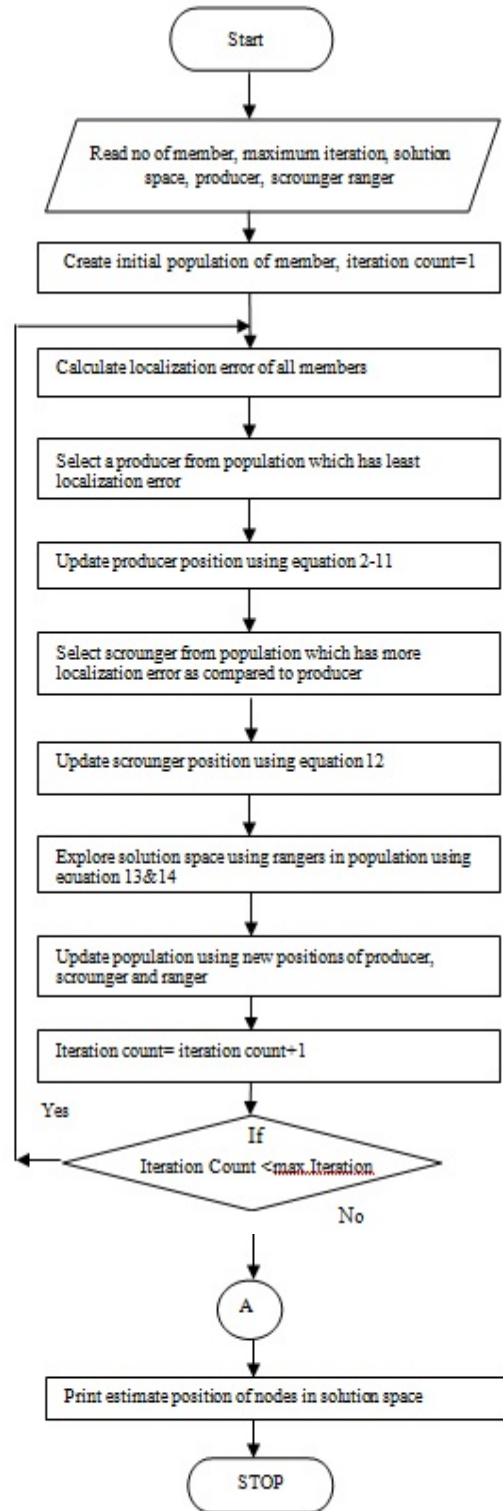 Start
Read no of member, maximum iteration, solution
space, producer, scrounger ranger
Create initial population of member, iteration count=1
Calculate localization error of all members
Select a producer from population which has least
localization error
Update producer position using equation 2-11
Select scrounger from population which has more
localization error as compared to producer
Update scrounger position using equation 12
Explore solution space using rangers in population using
equation 13&14
Update population using new positions of producer,
scrounger and ranger
Iteration count= iteration count+1
Yes
If
Iteration Count <max.Iteration
No
A
Print estimate position of nodes in solution space
STOP